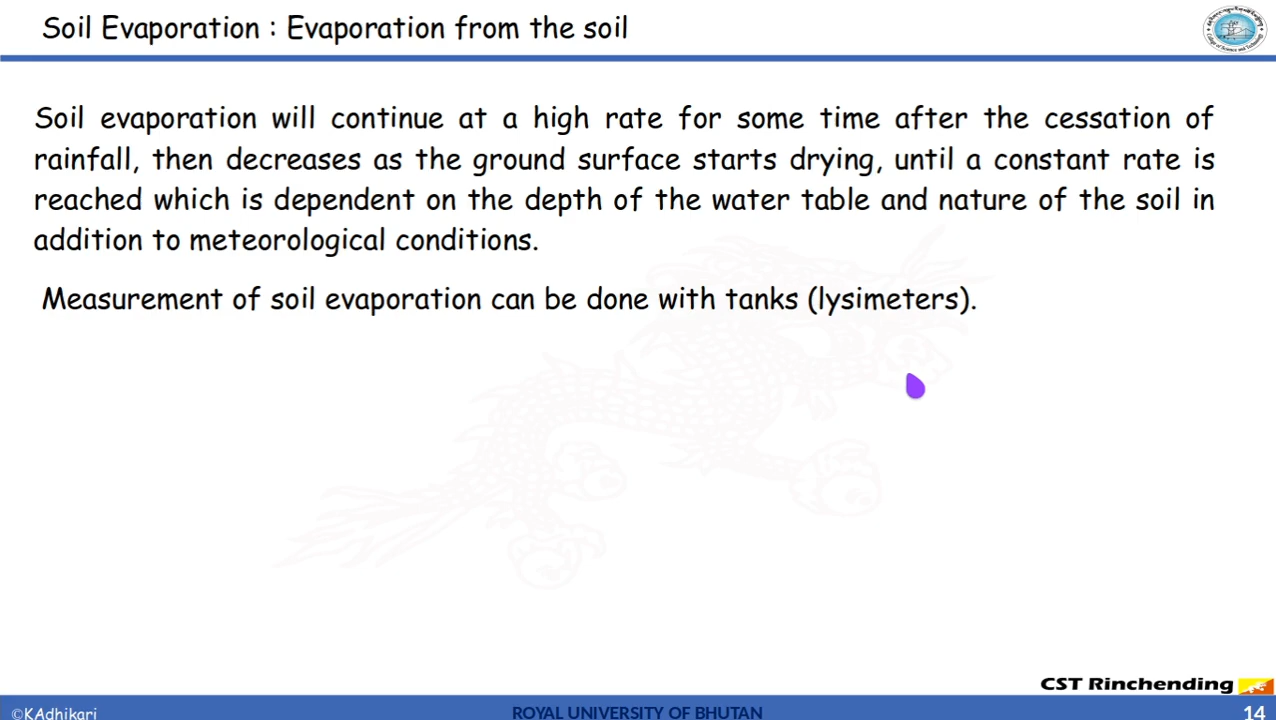 Soil Evaporation : Evaporation from the soil
Soil evaporation will continue at a high rate for some time after the cessation of
rainfall, then decreases as the ground surface starts drying, until a constant rate is
reached which is dependent on the depth of the water table and nature of the soil in
addition to meteorological conditions.
Measurement of soil evaporation can be done with tanks (lysimeters).
CST Rinchending
©KAdhikari
ROYAL UNIVERSITY OF BHUTAN
14